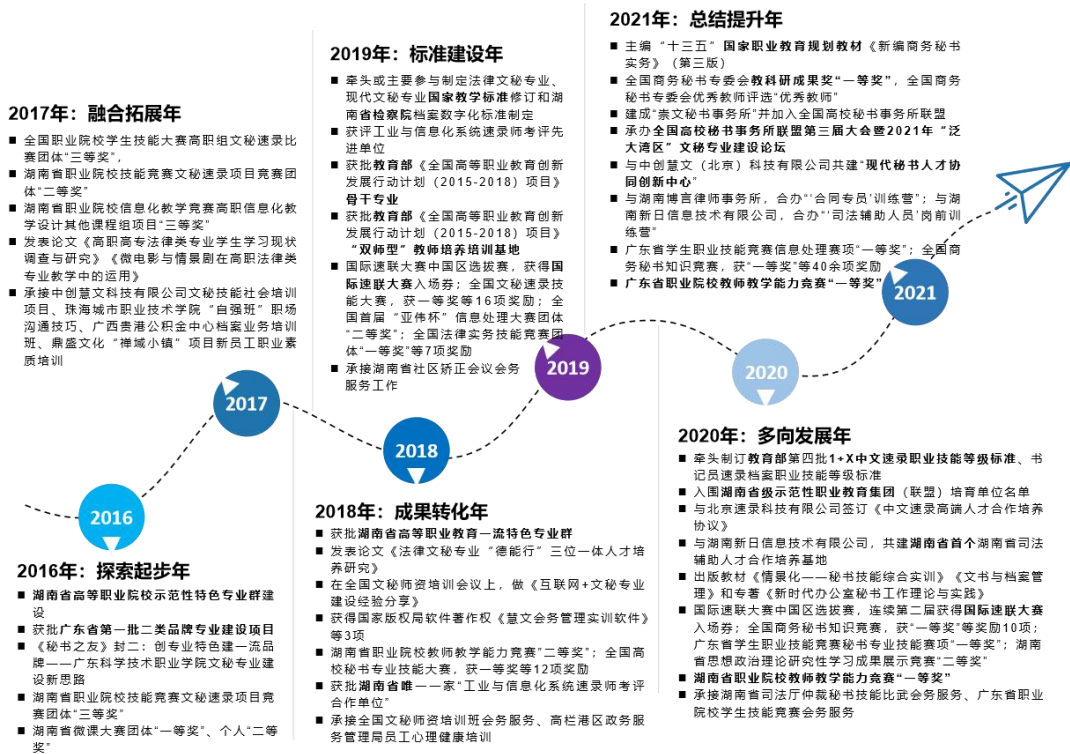 2016年：探索起步年
■ 湖南省高等职业院校示范性特色专业群建
设
■ 获批广东省第一批二类品牌专业建设项目
■ 《秘书之友》封二：创专业特色建一流品
牌——广东科学技术职业学院文秘专业建
设新思路
■ 湖南省职业院校技能竞赛文秘速录项目竞
赛团体“三等奖”
■ 湖南省微课大赛团体“一等奖”、个人“二等
奖”
2016
2017年：融合拓展年
■ 全国职业院校学生技能大赛高职组文秘速录比
赛团体“三等奖”，
■ 湖南省职业院校技能竞赛文秘速录项目竞赛团
体“二等奖”
■ 湖南省职业院校信息化教学竞赛高职信息化教
学设计其他课程组项目“三等奖”
■ 发表论文《高职高专法律类专业学生学习现状
调查与研究》《微电影与情景剧在高职法律类
专业教学中的运用》
■ 承接中创慧文科技有限公司文秘技能社会培训
项目、珠海城市职业技术学院“自强班”职场
沟通技巧、广西贵港公积金中心档案业务培训
班、鼎盛文化“禅域小镇”项目新员工职业素
质培训
2017
2018
2018年：成果转化年
■ 获批湖南省高等职业教育一流特色专业群
■ 发表论文《法律文秘专业“德能行”三位一体人才培
养研究》
■ 在全国文秘师资培训会议上，做《互联网+文秘专业
建设经验分享》
■ 获得国家版权局软件著作权《慧文会务管理实训软件》
等3项
■ 湖南省职业院校教师教学能力竞赛“二等奖”；全国高
校秘书专业技能大赛，获一等奖等12项奖励
■ 获批湖南省唯一一家“工业与信息化系统速录师考评
合作单位”
■ 承接全国文秘师资培训班会务服务、高栏港区政务服
务管理局员工心理健康培训
2019年：标准建设年
■ 牵头或主要参与制定法律文秘专业、
现代文秘专业国家教学标准修订和湖
南省检察院档案数字化标准制定
■ 获评工业与信息化系统速录师考评先
进单位
■ 获批教育部《全国高等职业教育创新
发展行动计划（2015-2018）项目》
骨干专业
■ 获批教育部《全国高等职业教育创新
发展行动计划（2015-2018）项目》
“双师型”教师培养培训基地
■ 国际速联大赛中国区选拔赛，获得国
际速联大赛入场券；全国文秘速录技
能大赛，获一等奖等16项奖励；全
国首届“亚伟杯”信息处理大赛团体
“二等奖”；全国法律实务技能竞赛团
体“一等奖”等7项奖励
■ 承接湖南省社区矫正会议会务
服务工作
2019
2020
2020年：多向发展年
■ 牵头制订教育部第四批1+X中文速录职业技能等级标准、书
记员速录档案职业技能等级标准
■ 入围湖南省级示范性职业教育集团（联盟）培育单位名单
■ 与北京速录科技有限公司签订《中文速录高端人才合作培养
协议》
■ 与湖南新日信息技术有限公司，共建湖南省首个湖南省司法
辅助人才合作培养基地
■ 出版教材《情景化——秘书技能综合实训》《文书与档案管
理》和专著《新时代办公室秘书工作理论与实践》
■ 国际速联大赛中国区选拔赛，连续第二届获得国际速联大赛
入场券；全国商务秘书知识竞赛，获“一等奖”等奖励10项；
广东省学生职业技能竞赛秘书专业技能赛项“一等奖”；湖南
省思想政治理论研究性学习成果展示竞赛“二等奖”
■ 湖南省职业院校教师教学能力竞赛“一等奖”
■ 承接湖南省司法厅仲裁秘书技能比武会务服务、广东省职业
院校学生技能竞赛会务服务
2021年：总结提升年
■ 主编“十三五”国家职业教育规划教材《新编商务秘书
实务》（第三版）
■ 全国商务秘书专委会教科研成果奖“一等奖”，全国商务
秘书专委会优秀教师评选“优秀教师”
■ 建成“崇文秘书事务所”并加入全国高校秘书事务所联盟
■ 承办全国高校秘书事务所联盟第三届大会暨2021年“泛
大湾区”文秘专业建设论坛
■ 与中创慧文（北京）科技有限公司共建“现代秘书人才协
同创新中心”
■ 与湖南博言律师事务所，合办“‘合同专员’训练营”；与湖
南新日信息技术有限公司，合办“‘司法辅助人员’岗前训
练营”
■ 广东省学生职业技能竞赛信息处理赛项“一等奖”；全国商
务秘书知识竞赛，获“一等奖”等40余项奖励
■ 广东省职业院校教师教学能力竞赛“一等奖”
2021